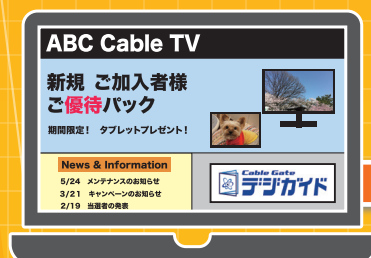 ABC Cable TV
新規 ご加入者様
ご優待パック
期間限定! タブレットプレゼント!
News & Information
5/24 メンテナンスのお知らせ
3/21 キャンペーンのお知らせ
2/19 当選者の発表
Cable Gate
デジガイド